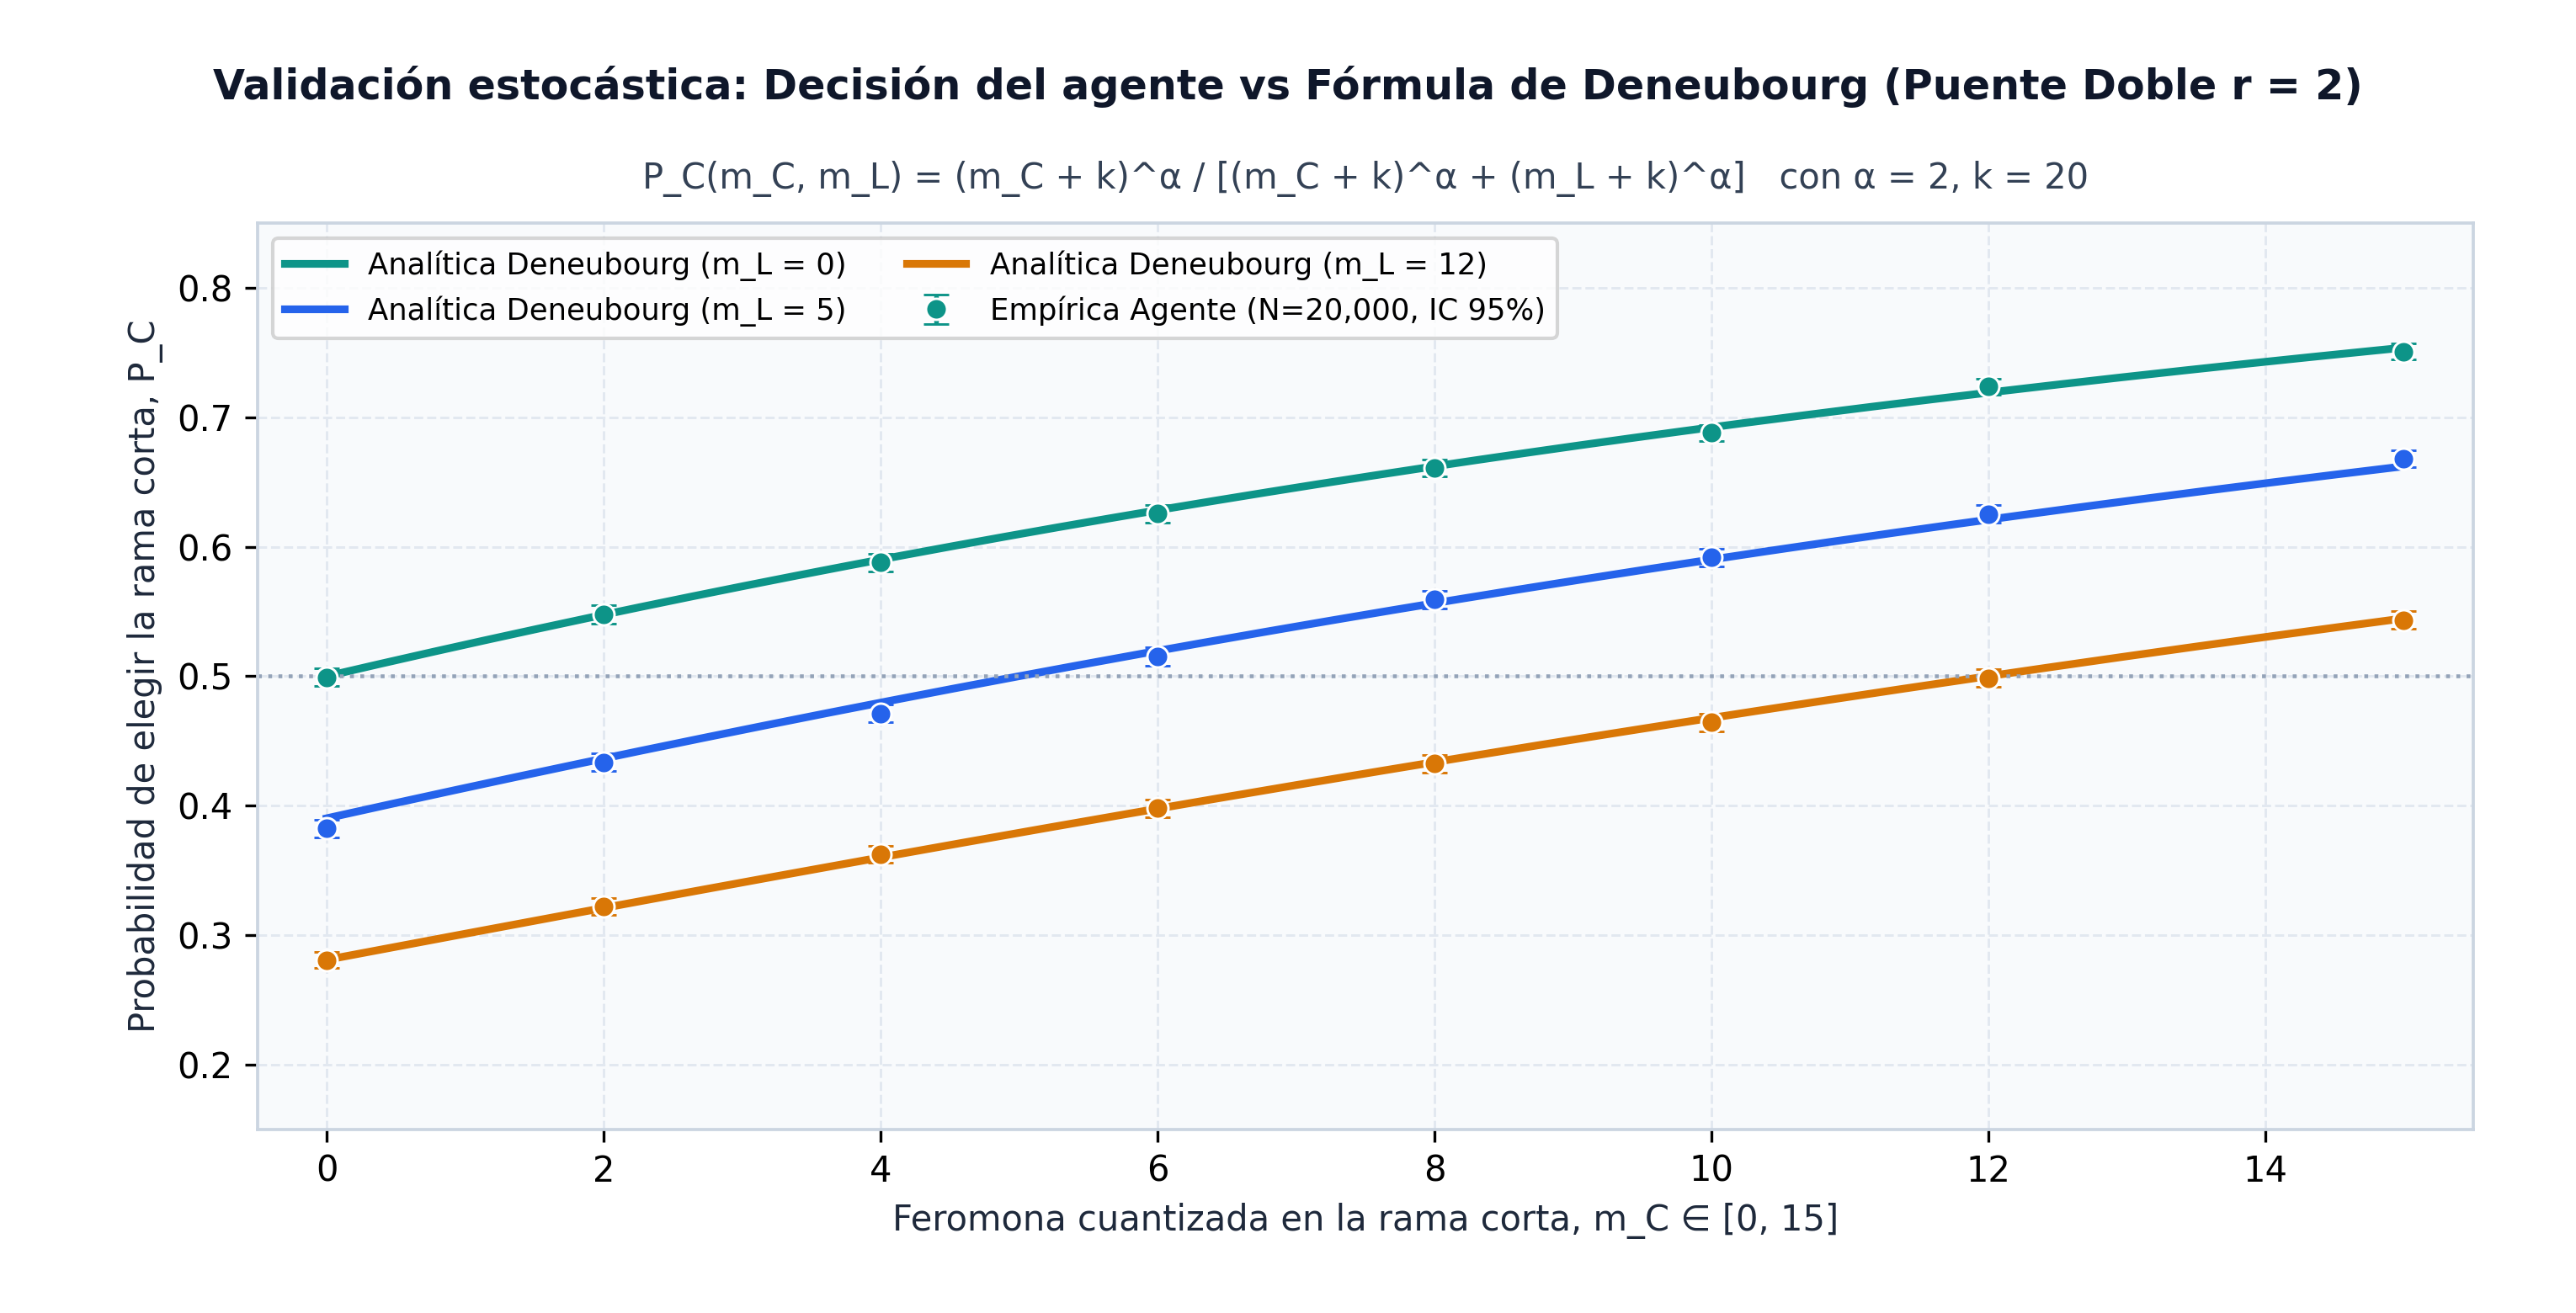 Validación estocástica: Decisión del agente vs Fórmula de Deneubourg (Puente Doble r = 2)
P_C(m_C, m_L) = (m_C + k)^α / [(m_C + k)^α + (m_L + k)^α]   con α = 2, k = 20
Analítica Deneubourg (m_L = 0)
Analítica Deneubourg (m_L = 5)
Analítica Deneubourg (m_L = 12)
Empírica Agente (N=20,000, IC 95%)
Probabilidad de elegir la rama corta, P_C
0.8
0.7
0.6
0.5
0.4
0.3
0.2
0 2 4 6 8 10 12 14
Feromona cuantizada en la rama corta, m_C ∈ [0, 15]